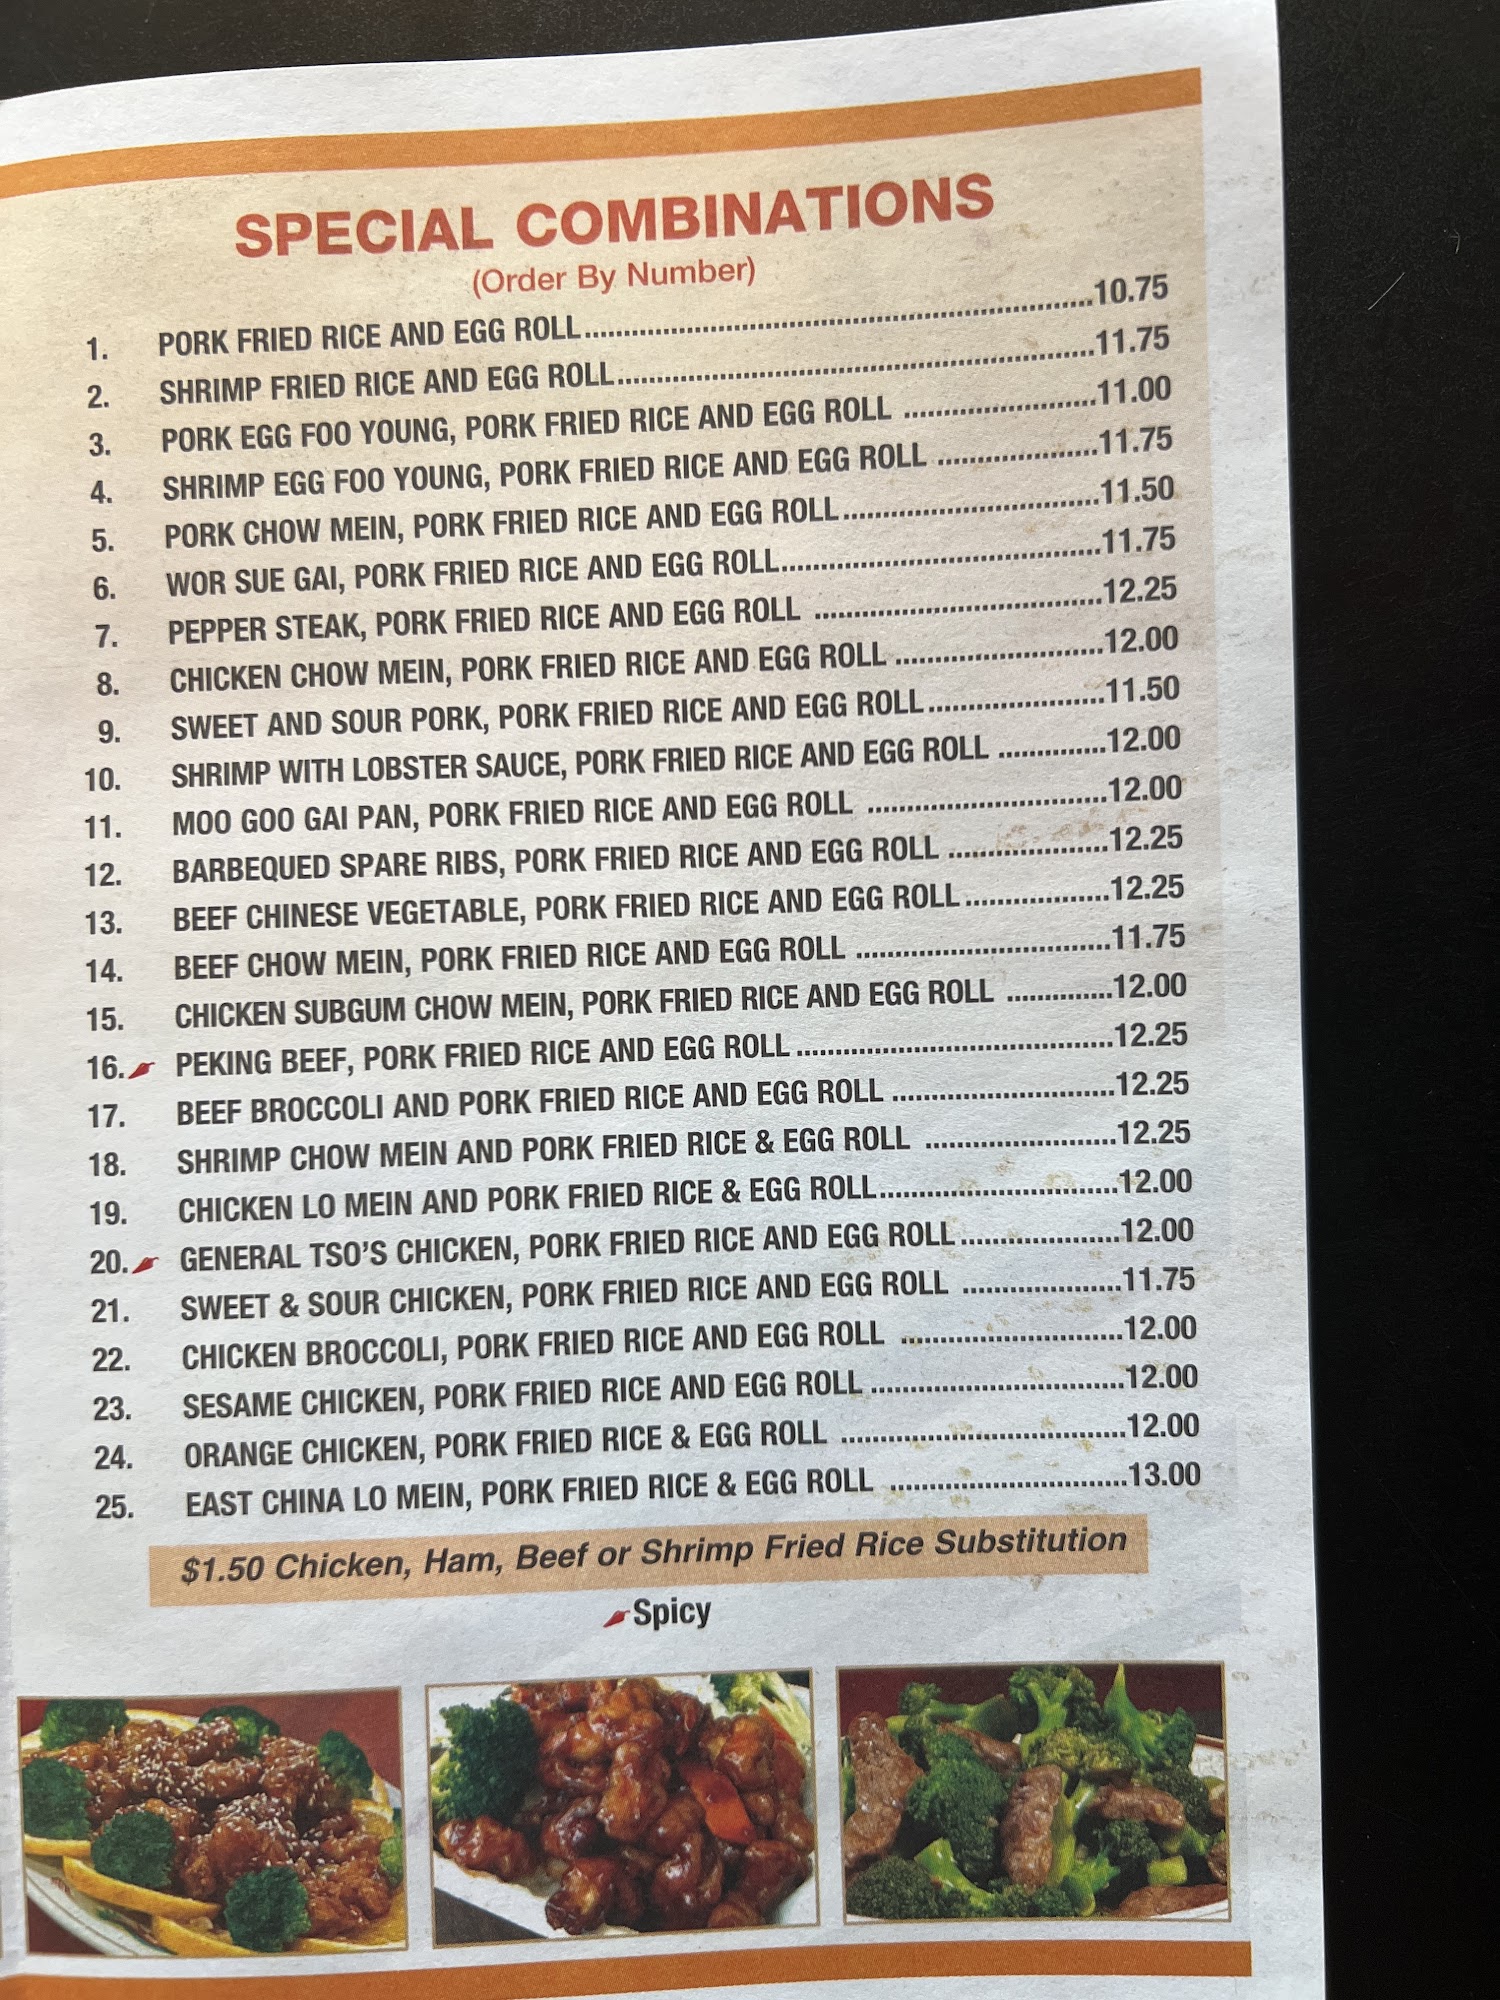 SPECIAL COMBINATIONS
(Order By Number)
1. PORK FRIED RICE AND EGG ROLL 10.75
2. SHRIMP FRIED RICE AND EGG ROLL 11.75
3. PORK EGG FOO YOUNG, PORK FRIED RICE AND EGG ROLL 11.00
4. SHRIMP EGG FOO YOUNG, PORK FRIED RICE AND EGG ROLL 11.75
5. PORK CHOW MEIN, PORK FRIED RICE AND EGG ROLL 11.50
6. WOR SUE GAI, PORK FRIED RICE AND EGG ROLL 11.75
7. PEPPER STEAK, PORK FRIED RICE AND EGG ROLL 12.25
8. CHICKEN CHOW MEIN, PORK FRIED RICE AND EGG ROLL 12.00
9. SWEET AND SOUR PORK, PORK FRIED RICE AND EGG ROLL 11.50
10. SHRIMP WITH LOBSTER SAUCE, PORK FRIED RICE AND EGG ROLL 12.00
11. MOO GOO GAI PAN, PORK FRIED RICE AND EGG ROLL 12.00
12. BARBEQUED SPARE RIBS, PORK FRIED RICE AND EGG ROLL 12.25
13. BEEF CHINESE VEGETABLE, PORK FRIED RICE AND EGG ROLL 12.25
14. BEEF CHOW MEIN, PORK FRIED RICE AND EGG ROLL 11.75
15. CHICKEN SUBGUM CHOW MEIN, PORK FRIED RICE AND EGG ROLL 12.00
16. PEKING BEEF, PORK FRIED RICE AND EGG ROLL 12.25
17. BEEF BROCCOLI AND PORK FRIED RICE AND EGG ROLL 12.25
18. SHRIMP CHOW MEIN AND PORK FRIED RICE & EGG ROLL 12.25
19. CHICKEN LO MEIN AND PORK FRIED RICE & EGG ROLL 12.00
20. GENERAL TSO'S CHICKEN, PORK FRIED RICE AND EGG ROLL 12.00
21. SWEET & SOUR CHICKEN, PORK FRIED RICE AND EGG ROLL 11.75
22. CHICKEN BROCCOLI, PORK FRIED RICE AND EGG ROLL 12.00
23. SESAME CHICKEN, PORK FRIED RICE AND EGG ROLL 12.00
24. ORANGE CHICKEN, PORK FRIED RICE & EGG ROLL 12.00
25. EAST CHINA LO MEIN, PORK FRIED RICE & EGG ROLL 13.00
$1.50 Chicken, Ham, Beef or Shrimp Fried Rice Substitution
Spicy